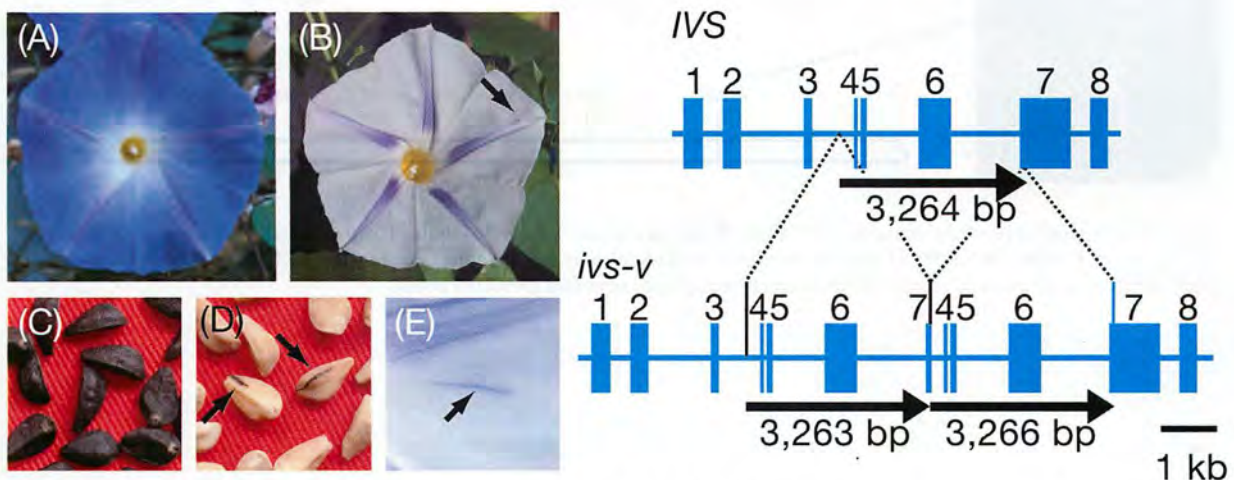 (A)
(B)
(C)
(D)
(E)
IVS
1 2 3 45 6 7 8
3,264 bp
ivs-v
1 2 3 45 6 7 45 6 7 8
3,263 bp 3,266 bp
1 kb